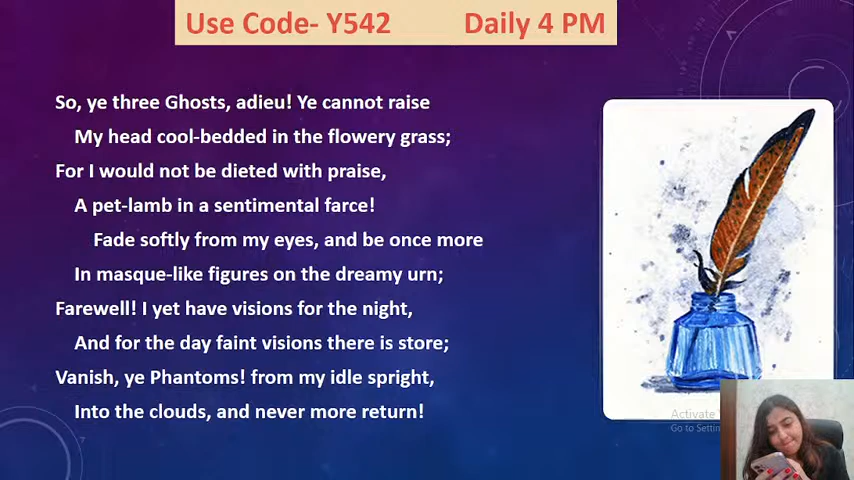 Use Code- Y542 Daily 4 PM
So, ye three Ghosts, adieu! Ye cannot raise
My head cool-bedded in the flowery grass;
For I would not be dieted with praise,
A pet-lamb in a sentimental farce!
Fade softly from my eyes, and be once more
In masque-like figures on the dreamy urn;
Farewell! I yet have visions for the night,
And for the day faint visions there is store;
Vanish, ye Phantoms! from my idle spright,
Into the clouds, and never more return!
Activate
Go to